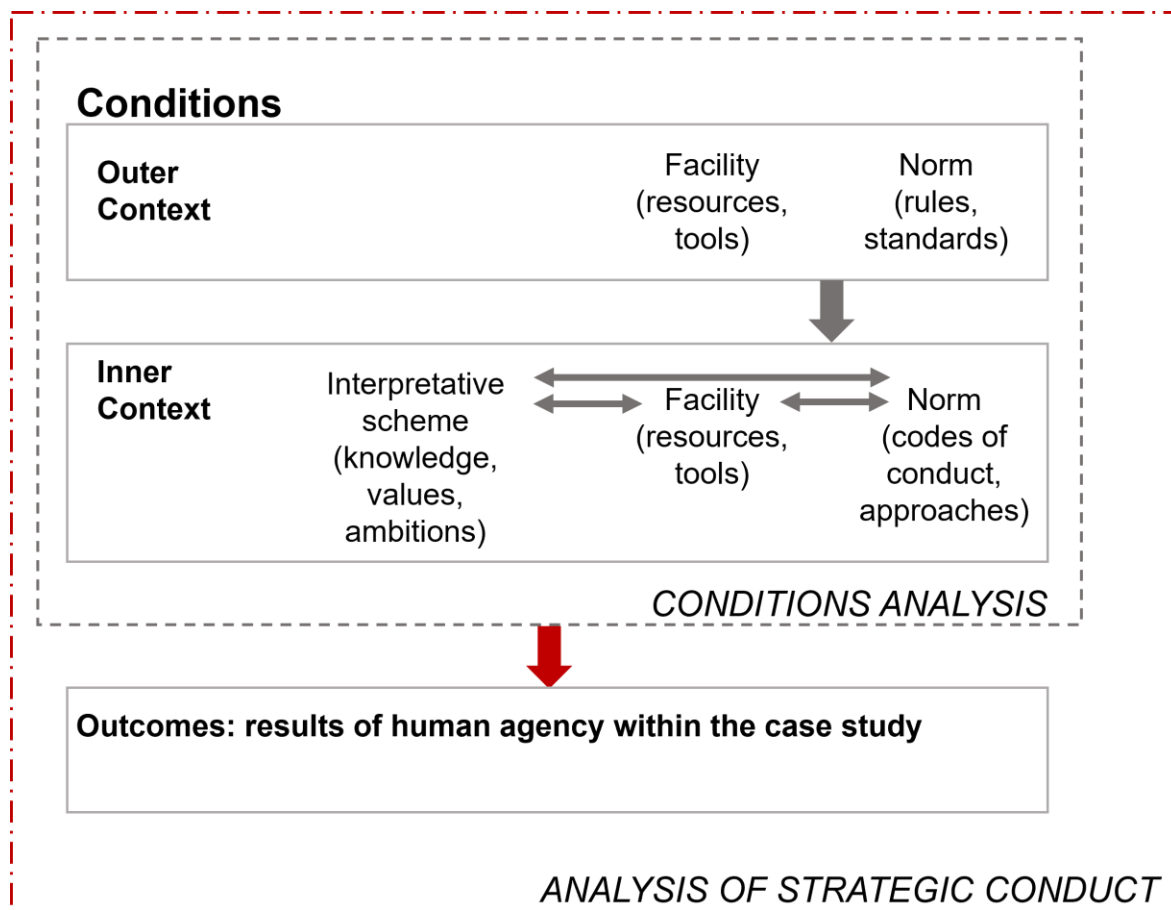 Conditions
Outer
Context
Facility
(resources,
tools)
Norm
(rules,
standards)
Inner
Context
Interpretative
scheme
(knowledge,
values,
ambitions)
Facility
(resources,
tools)
Norm
(codes of
conduct,
approaches)
CONDITIONS ANALYSIS
Outcomes: results of human agency within the case study
ANALYSIS OF STRATEGIC CONDUCT